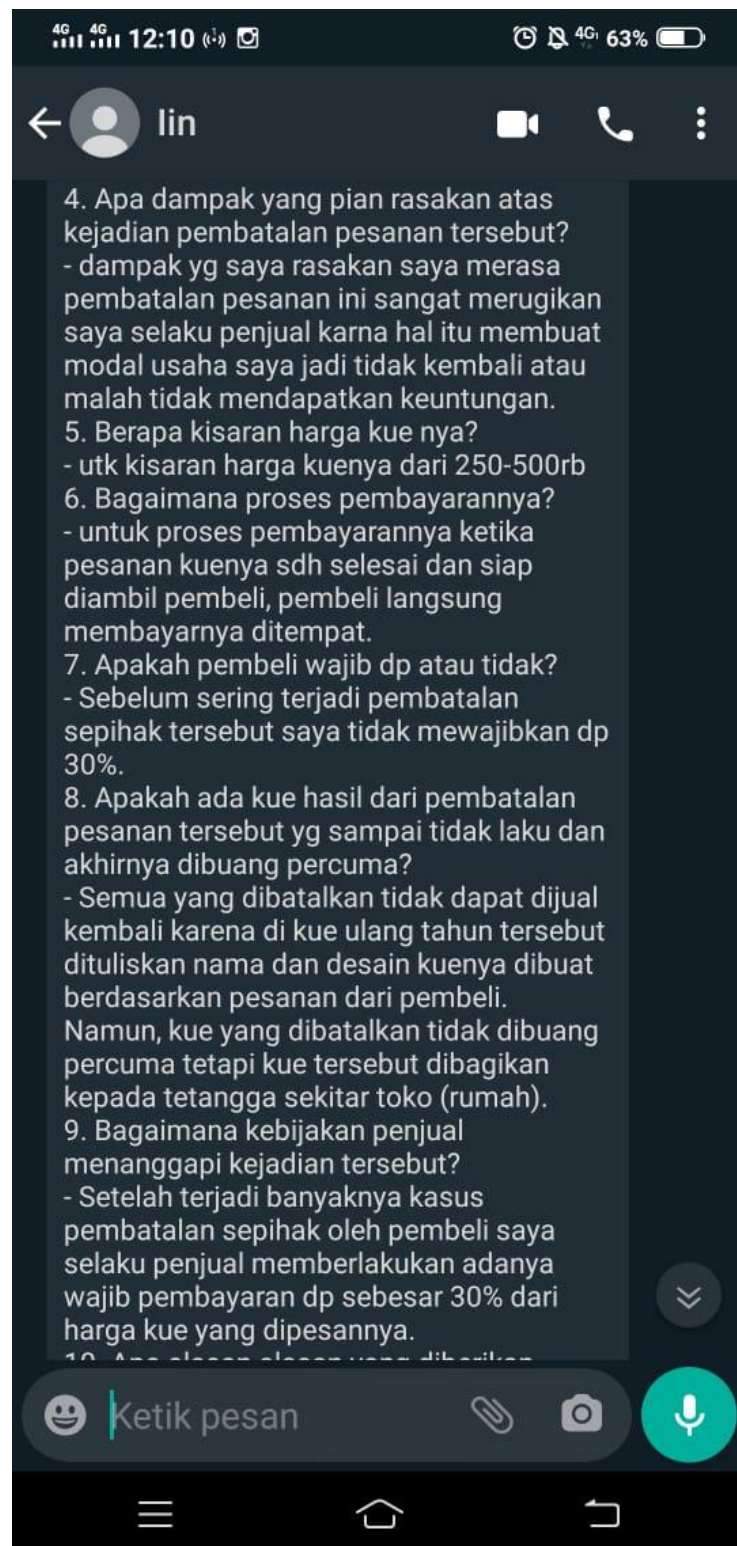 4G 4G 12:10 4G 63%
lin
4. Apa dampak yang pian rasakan atas
kejadian pembatalan pesanan tersebut?
- dampak yg saya rasakan saya merasa
pembatalan pesanan ini sangat merugikan
saya selaku penjual karna hal itu membuat
modal usaha saya jadi tidak kembali atau
malah tidak mendapatkan keuntungan.
5. Berapa kisaran harga kue nya?
- utk kisaran harga kuenya dari 250-500rb
6. Bagaimana proses pembayarannya?
- untuk proses pembayarannya ketika
pesanan kuenya sdh selesai dan siap
diambil pembeli, pembeli langsung
membayarnya ditempat.
7. Apakah pembeli wajib dp atau tidak?
- Sebelum sering terjadi pembatalan
sepihak tersebut saya tidak mewajibkan dp
30%.
8. Apakah ada kue hasil dari pembatalan
pesanan tersebut yg sampai tidak laku dan
akhirnya dibuang percuma?
- Semua yang dibatalkan tidak dapat dijual
kembali karena di kue ulang tahun tersebut
dituliskan nama dan desain kuenya dibuat
berdasarkan pesanan dari pembeli.
Namun, kue yang dibatalkan tidak dibuang
percuma tetapi kue tersebut dibagikan
kepada tetangga sekitar toko (rumah).
9. Bagaimana kebijakan penjual
menanggapi kejadian tersebut?
- Setelah terjadi banyaknya kasus
pembatalan sepihak oleh pembeli saya
selaku penjual memberlakukan adanya
wajib pembayaran dp sebesar 30% dari
harga kue yang dipesannya.
10. Apa alasan alasan yang diberikan
Ketik pesan